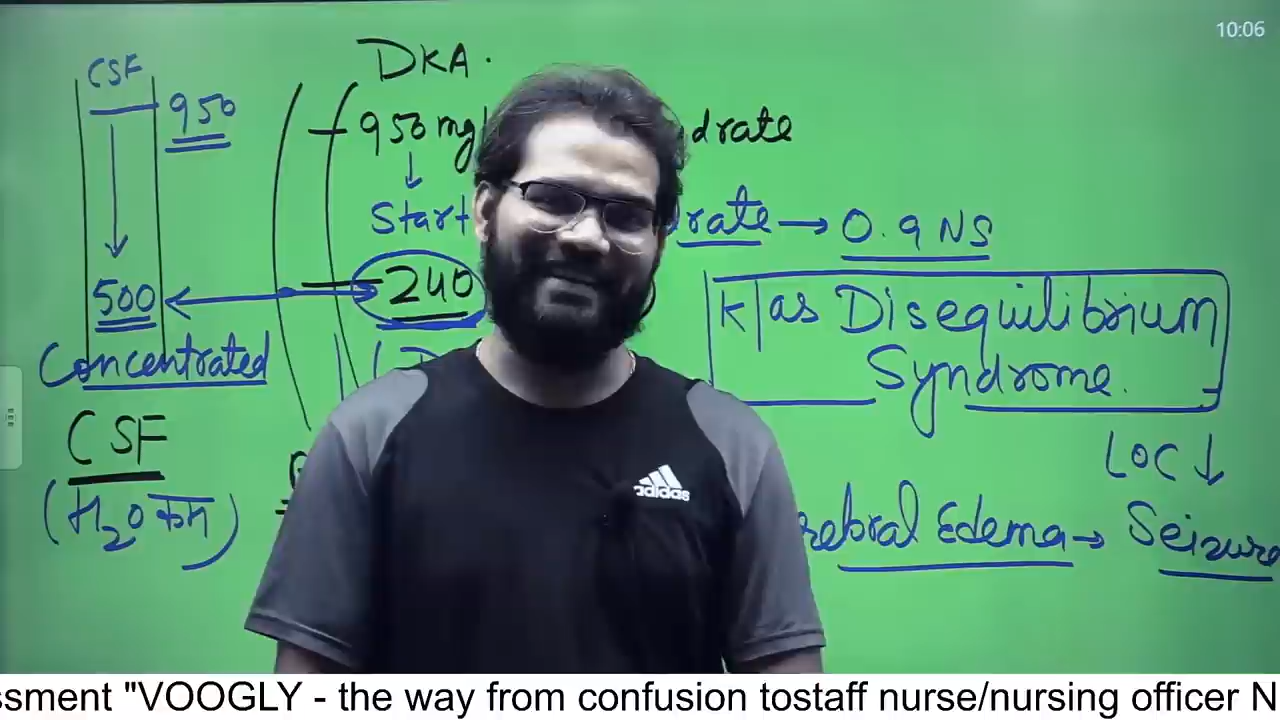 10:06
CSF
950
500
Concentrated
CSF
(H₂O कम)
DKA.
950 mg
drate
↓
Start
rate → 0.9 NS
240
K/as Disequilibrium
Syndrome.
LOC ↓
rebral Edema → Seizure
adidas
ssment "VOOGLY - the way from confusion tostaff nurse/nursing officer N